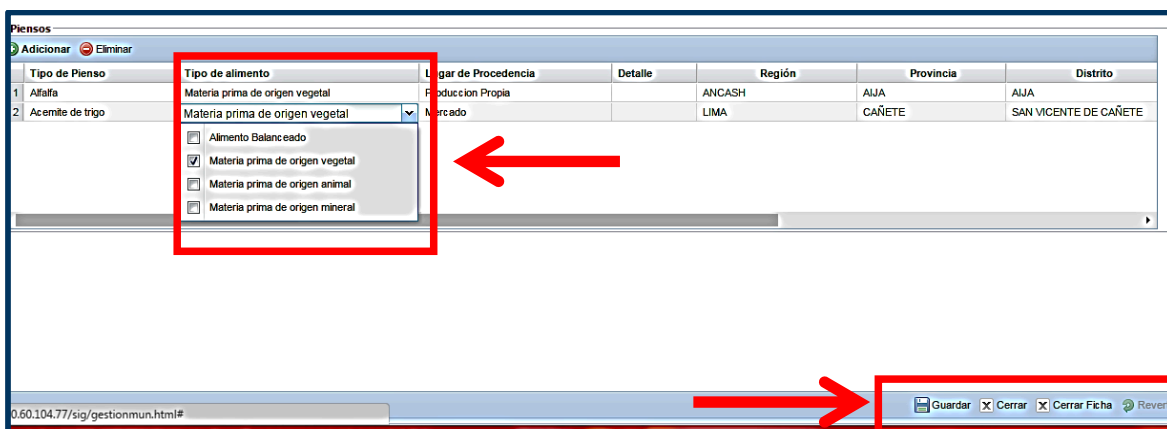 Piensos
Adicionar Eliminar
Tipo de Pienso Tipo de alimento Lugar de Procedencia Detalle Región Provincia Distrito
1 Alfalfa Materia prima de origen vegetal Produccion Propia ANCASH AIJA AIJA
2 Acemite de trigo Materia prima de origen vegetal Mercado LIMA CAÑETE SAN VICENTE DE CAÑETE
Alimento Balanceado
Materia prima de origen vegetal
Materia prima de origen animal
Materia prima de origen mineral
Guardar Cerrar Cerrar Ficha Rever
0.60.104.77/sig/gestionmun.html#